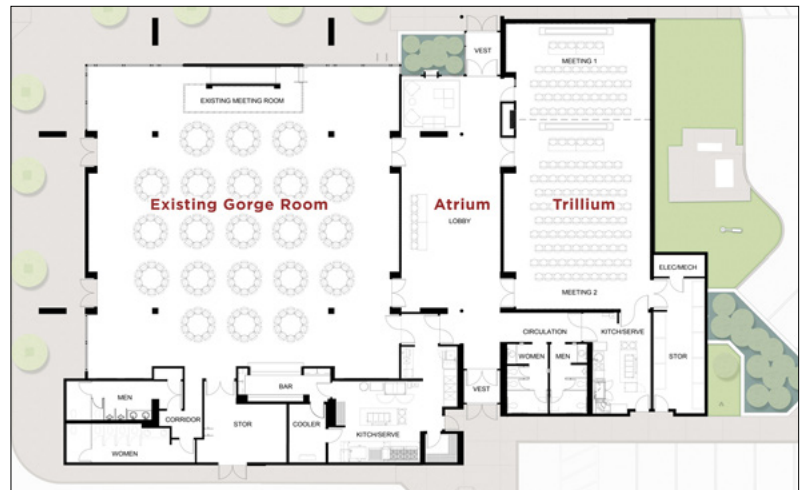 VEST
MEETING 1
EXISTING MEETING ROOM
Existing Gorge Room
Atrium
LOBBY
Trillium
MEETING 2
ELEC/MECH
CIRCULATION
KITCH/SERVE
WOMEN
MEN
STOR
VEST
BAR
MEN
CORRIDOR
STOR
COOLER
KITCH/SERVE
WOMEN